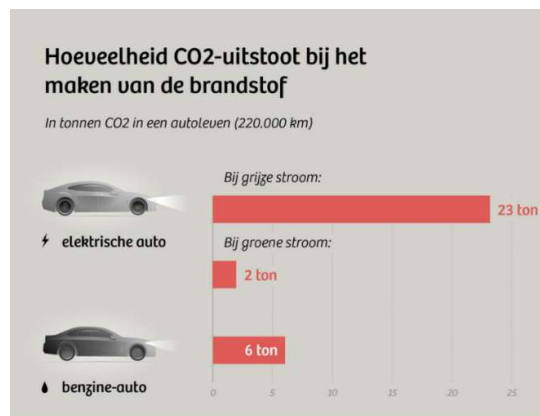 Hoeveelheid CO2-uitstoot bij het
maken van de brandstof
In tonnen CO2 in een autoleven (220.000 km)
Bij grijze stroom:
23 ton
elektrische auto
Bij groene stroom:
2 ton
6 ton
benzine-auto
0 5 10 15 20 25